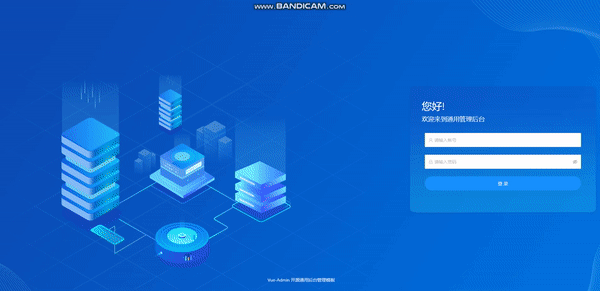 www.BANDICAM.com
您好!
欢迎来到通用管理后台
请输入账号
请输入密码
登 录
Vue-Admin 开源通用后台管理模板